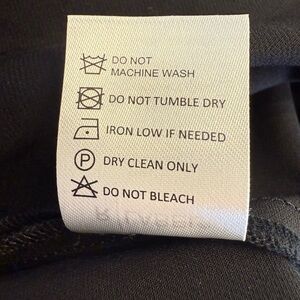 DO NOT
MACHINE WASH
DO NOT TUMBLE DRY
IRON LOW IF NEEDED
P DRY CLEAN ONLY
DO NOT BLEACH